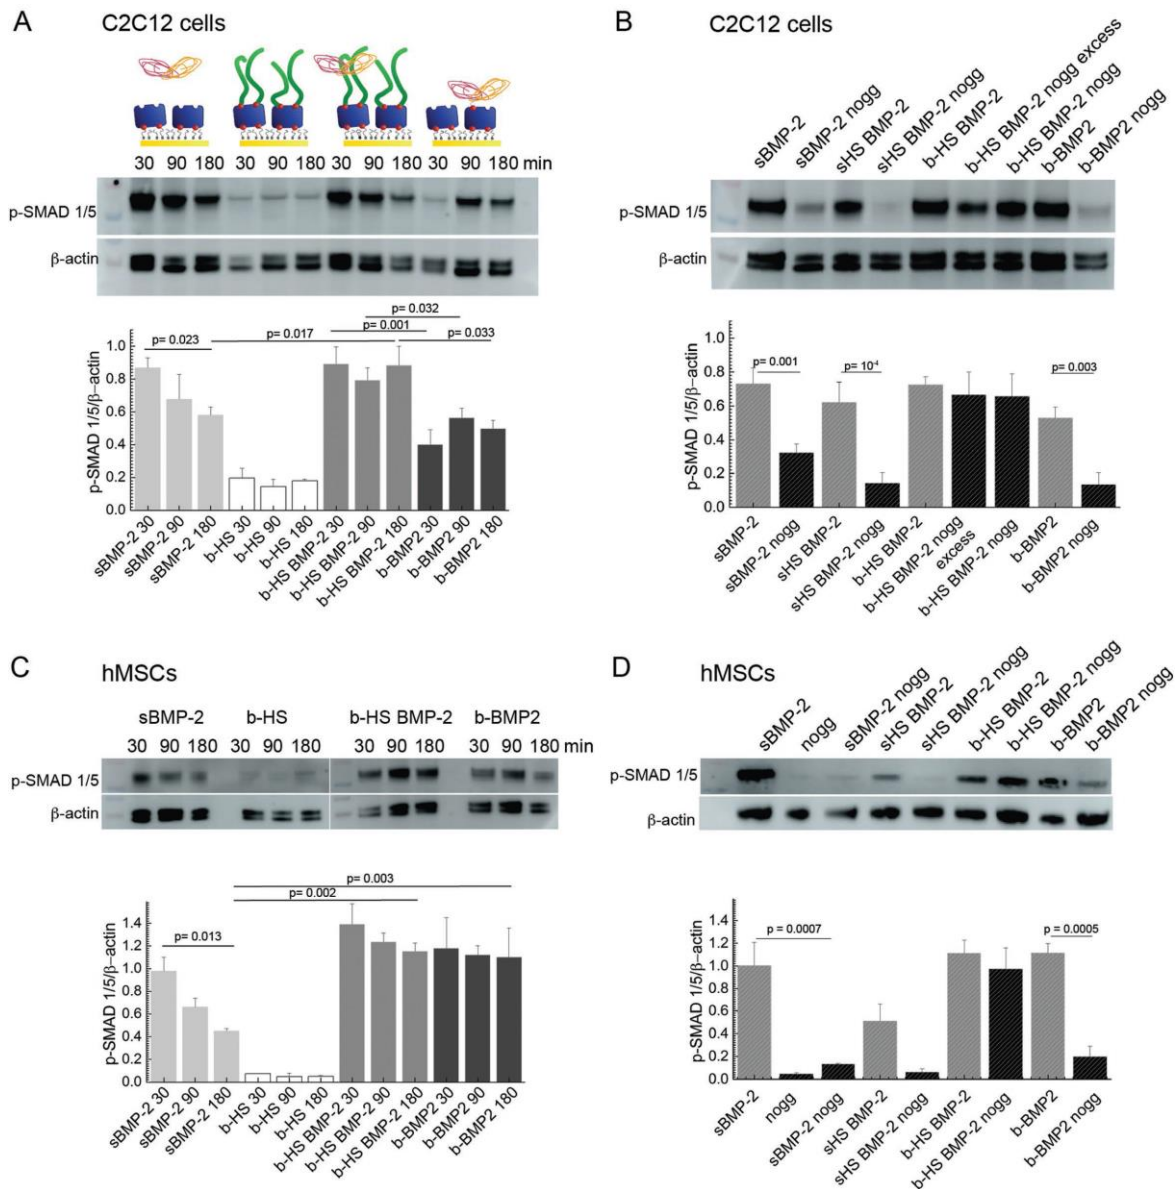 A C2C12 cells
30 90 180 30 90 180 30 90 180 30 90 180 min
p-SMAD 1/5
β-actin
p= 0.032
p= 0.001
p= 0.023
p= 0.017
p= 0.033
p-SMAD 1/5/β-actin
1.0
0.8
0.6
0.4
0.2
0.0
sBMP-2 30
sBMP-2 90
sBMP-2 180
b-HS 30
b-HS 90
b-HS 180
b-HS BMP-2 30
b-HS BMP-2 90
b-HS BMP-2 180
b-BMP2 30
b-BMP2 90
b-BMP2 180
B C2C12 cells
sBMP-2
sBMP-2 nogg
sHS BMP-2
sHS BMP-2 nogg
b-HS BMP-2
b-HS BMP-2 nogg excess
b-HS BMP-2 nogg
b-BMP2
b-BMP2 nogg
p-SMAD 1/5
β-actin
p= 0.001
p= 10⁻⁴
p= 0.003
p-SMAD 1/5/β-actin
1.0
0.8
0.6
0.4
0.2
0.0
sBMP-2
sBMP-2 nogg
sHS BMP-2
sHS BMP-2 nogg
b-HS BMP-2
b-HS BMP-2 nogg
excess
b-HS BMP-2 nogg
b-BMP2
b-BMP2 nogg
C hMSCs
sBMP-2 b-HS b-HS BMP-2 b-BMP2
30 90 180 30 90 180 30 90 180 30 90 180 min
p-SMAD 1/5
β-actin
p= 0.003
p= 0.002
p= 0.013
p-SMAD 1/5/β-actin
1.4
1.2
1.0
0.8
0.6
0.4
0.2
0.0
sBMP-2 30
sBMP-2 90
sBMP-2 180
b-HS 30
b-HS 90
b-HS 180
b-HS BMP-2 30
b-HS BMP-2 90
b-HS BMP-2 180
b-BMP2 30
b-BMP2 90
b-BMP2 180
D hMSCs
sBMP-2
nogg
sBMP-2 nogg
sHS BMP-2
sHS BMP-2 nogg
b-HS BMP-2
b-HS BMP-2 nogg
b-BMP2
b-BMP2 nogg
p-SMAD 1/5
β-actin
p = 0.0007
p = 0.0005
p-SMAD 1/5/β-actin
1.4
1.2
1.0
0.8
0.6
0.4
0.2
0.0
sBMP-2
nogg
sBMP-2 nogg
sHS BMP-2
sHS BMP-2 nogg
b-HS BMP-2
b-HS BMP-2 nogg
b-BMP2
b-BMP2 nogg